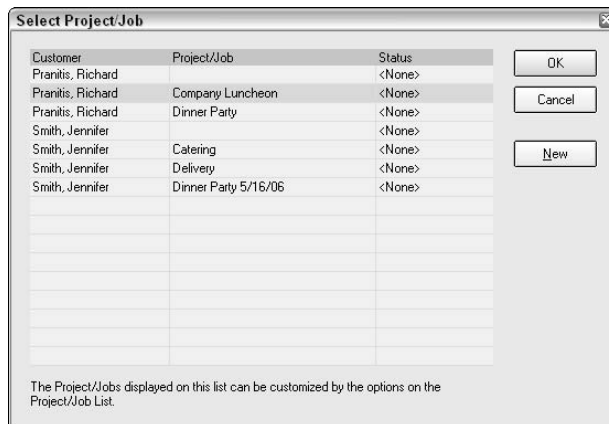 Select Project/Job
Customer Project/Job Status
Pranitis, Richard <None>
Pranitis, Richard Company Luncheon <None>
Pranitis, Richard Dinner Party <None>
Smith, Jennifer <None>
Smith, Jennifer Catering <None>
Smith, Jennifer Delivery <None>
Smith, Jennifer Dinner Party 5/16/06 <None>
OK
Cancel
New
The Project/Jobs displayed on this list can be customized by the options on the
Project/Job List.